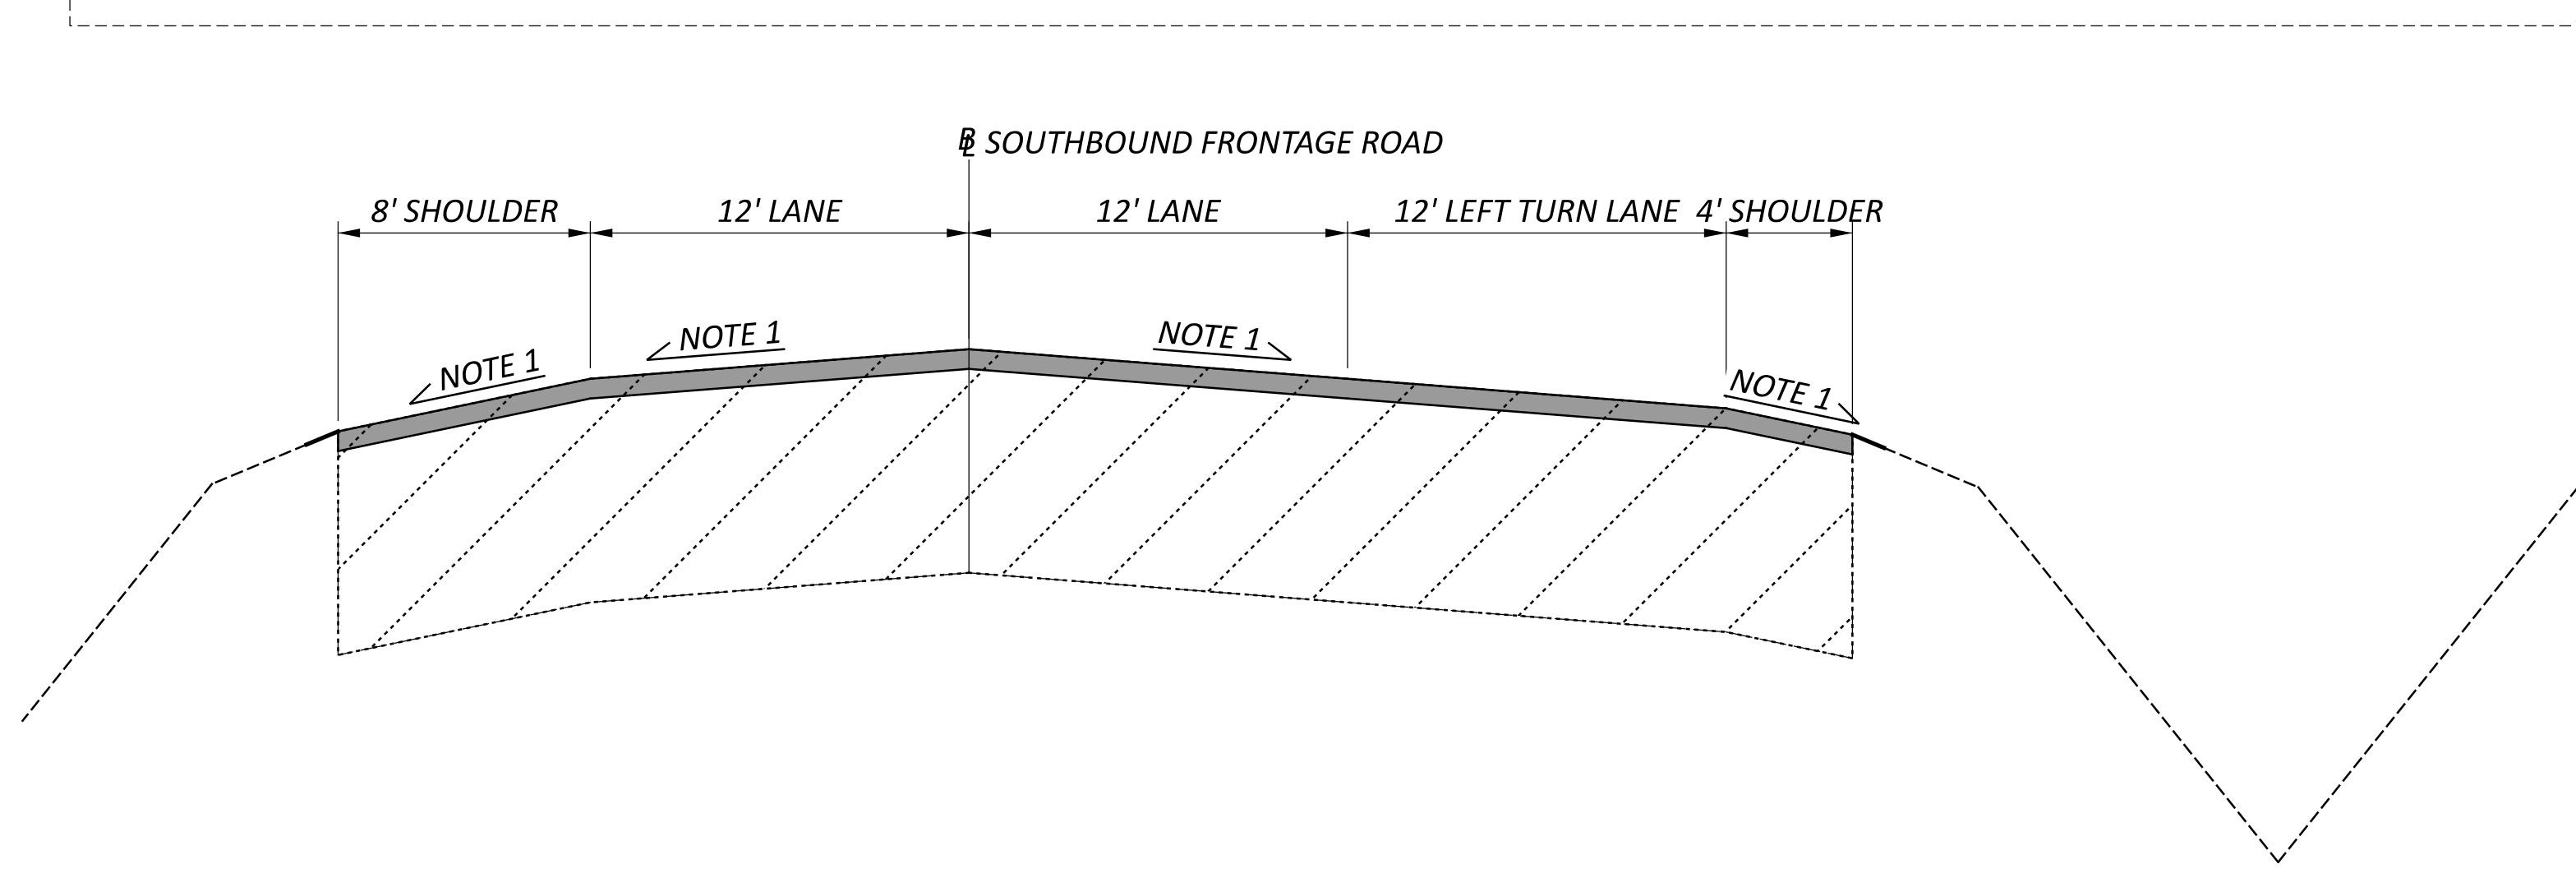 BL SOUTHBOUND FRONTAGE ROAD
8' SHOULDER 12' LANE 12' LANE 12' LEFT TURN LANE 4' SHOULDER
NOTE 1 NOTE 1 NOTE 1 NOTE 1